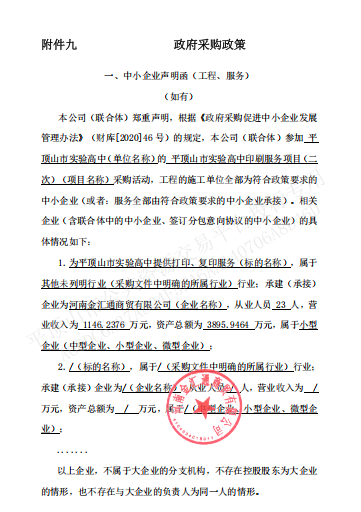 附件九 政府采购政策
一、中小企业声明函（工程、服务）
（如有）
本公司（联合体）郑重声明，根据《政府采购促进中小企业发展
管理办法》（财库[2020]46 号）的规定，本公司（联合体）参加 平
顶山市实验高中（单位名称）的 平顶山市实验高中印刷服务项目（二
次）（项目名称）采购活动，工程的施工单位全部为符合政策要求的
中小企业（或者：服务全部由符合政策要求的中小企业承接）。相关
企业（含联合体中的中小企业、签订分包意向协议的中小企业）的具
体情况如下：
1. 为平顶山市实验高中提供打印、复印服务（标的名称），属于
其他未列明行业（采购文件中明确的所属行业）行业；承建（承接）
企业为河南金汇通商贸有限公司（企业名称），从业人员 23 人，营
业收入为 1146.2376 万元，资产总额为 3895.9464 万元，属于小型
企业（中型企业、小型企业、微型企业）；
2. /（标的名称），属于/（采购文件中明确的所属行业）行业；
承建（承接）企业为/（企业名称），从业人员 / 人，营业收入为 /
万元，资产总额为 / 万元，属于/（中型企业、小型企业、微型企
业）；
.......
以上企业，不属于大企业的分支机构，不存在控股股东为大企业
的情形，也不存在与大企业的负责人为同一人的情形。